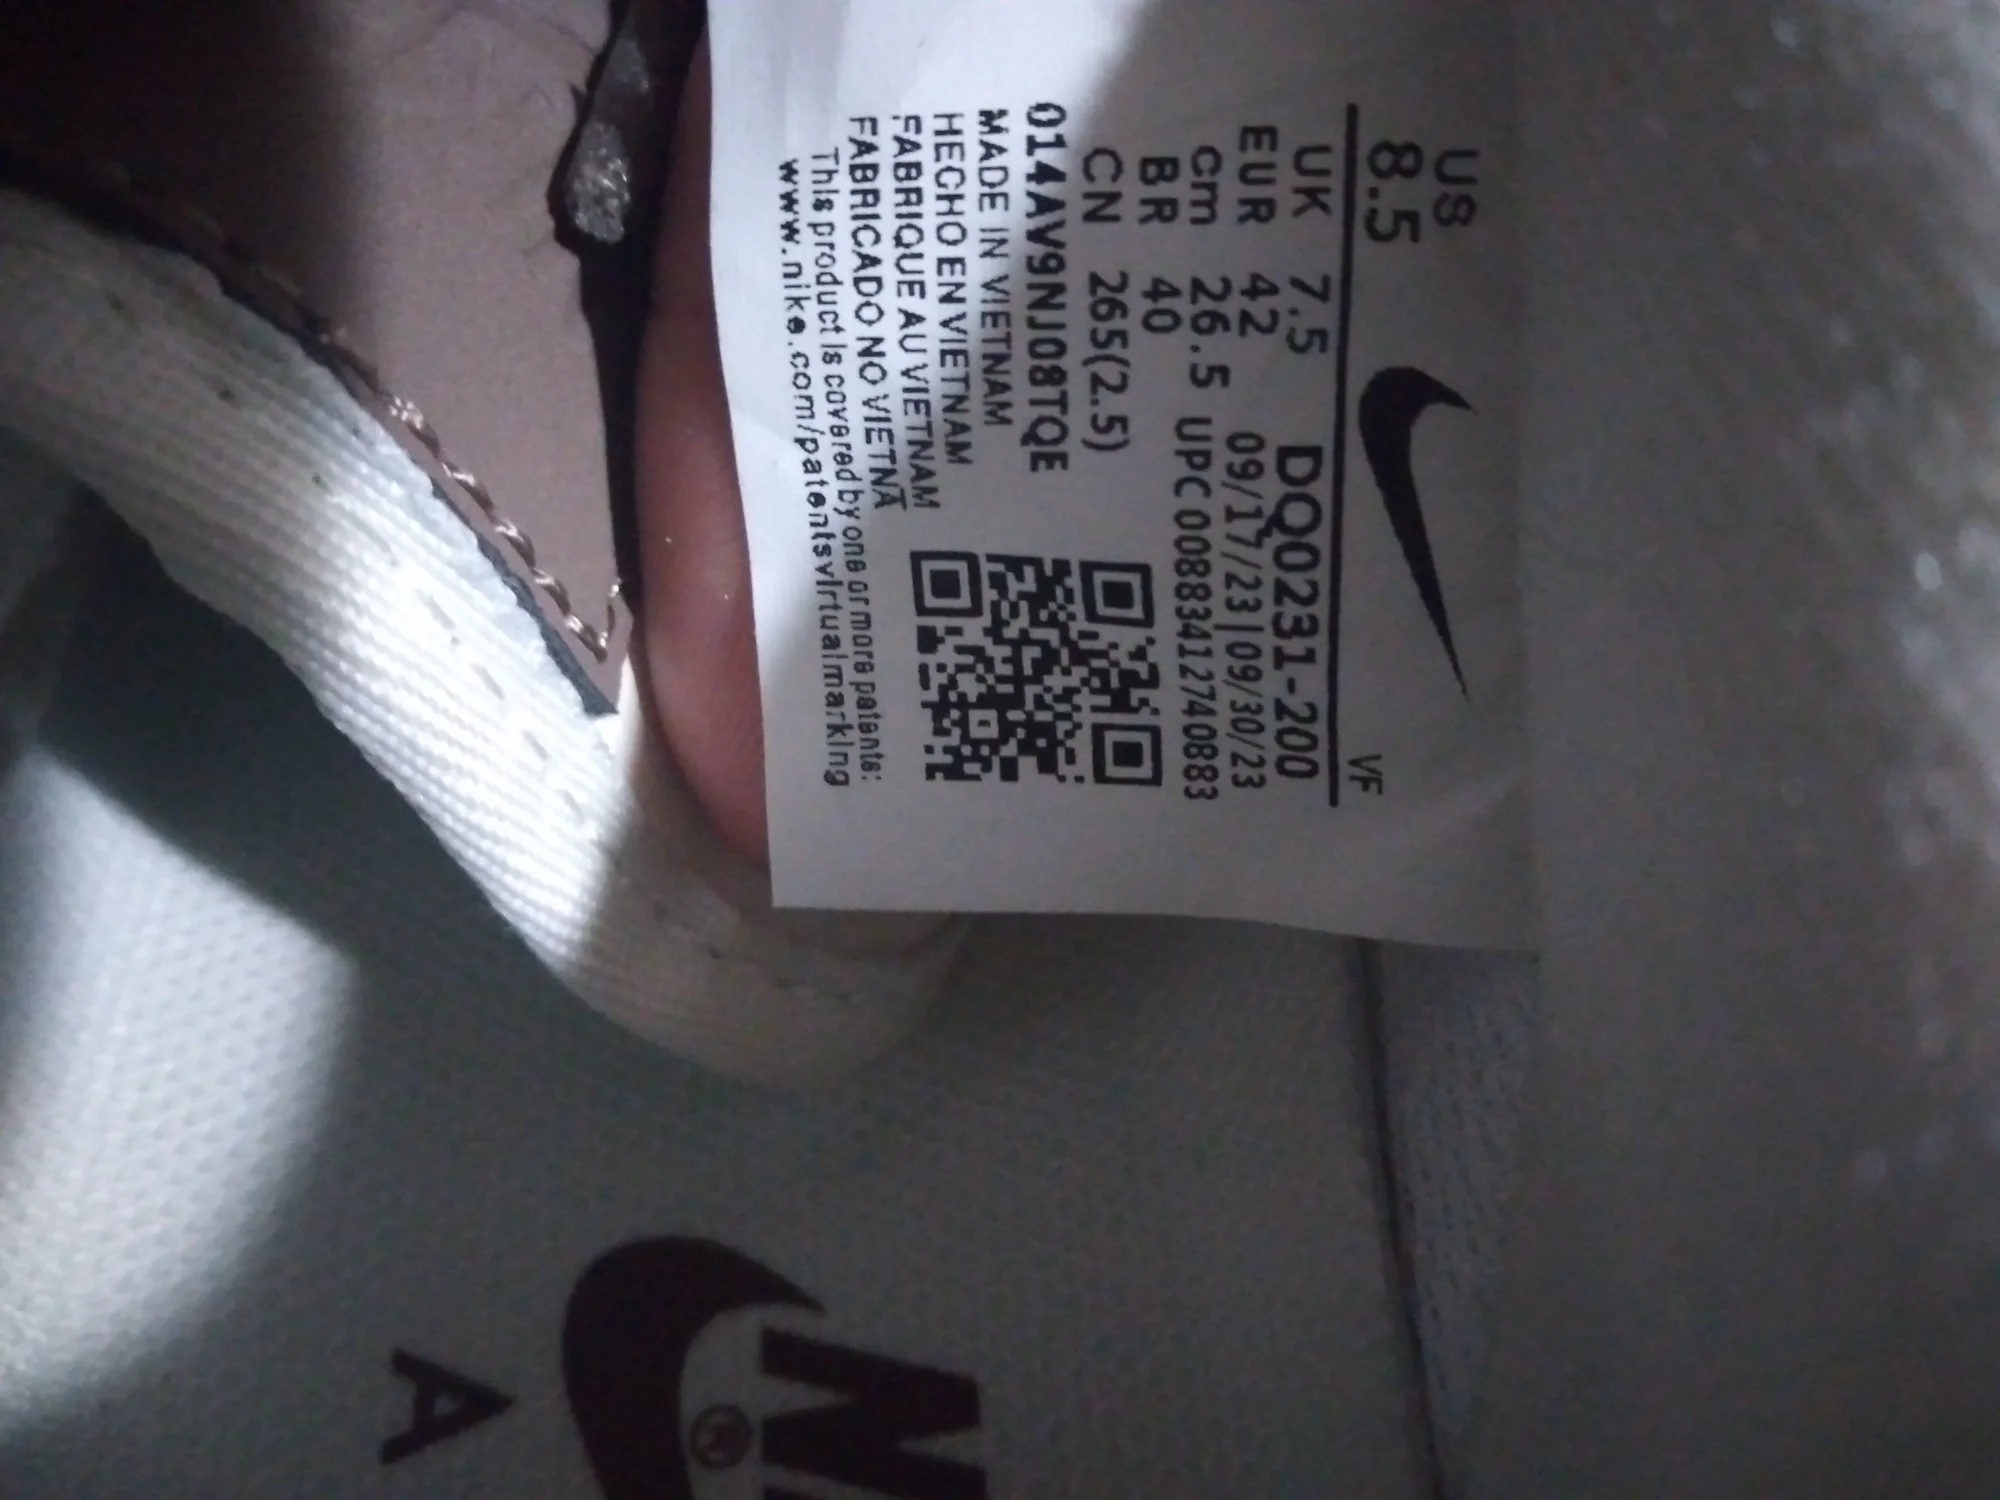 US
8.5
VF
UK 7.5 DQ0231-200
EUR 42 09/17/23|09/30/23
cm 26.5 UPC 00883412740883
BR 40
CN 265(2.5)
014AV9NJ08TQE
MADE IN VIETNAM
HECHO EN VIETNAM
FABRIQUE AU VIETNAM
FABRICADO NO VIETNÃ
This product is covered by one or more patents:
www.nike.com/patentsvirtualmarking
®
A